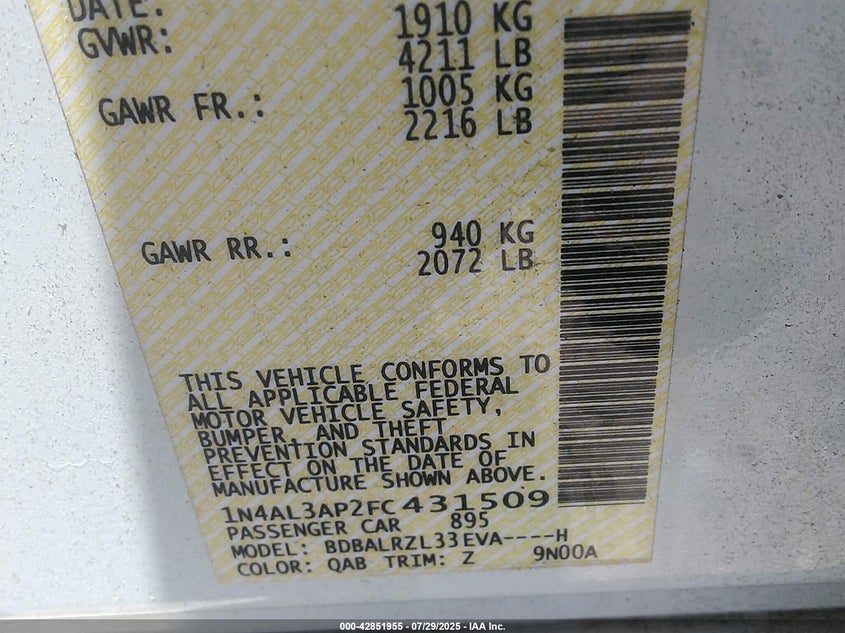 DATE:
GVWR: 1910 KG
4211 LB
GAWR FR.: 1005 KG
2216 LB
GAWR RR.: 940 KG
2072 LB
THIS VEHICLE CONFORMS TO
ALL APPLICABLE FEDERAL
MOTOR VEHICLE SAFETY,
BUMPER, AND THEFT
PREVENTION STANDARDS IN
EFFECT ON THE DATE OF
MANUFACTURE SHOWN ABOVE.
1N4AL3AP2FC431509
PASSENGER CAR 895
MODEL: BDBALRZL33EVA----H
COLOR: QAB TRIM: Z 9N00A
000-42851955 | 07/29/2025 - IAA Inc.